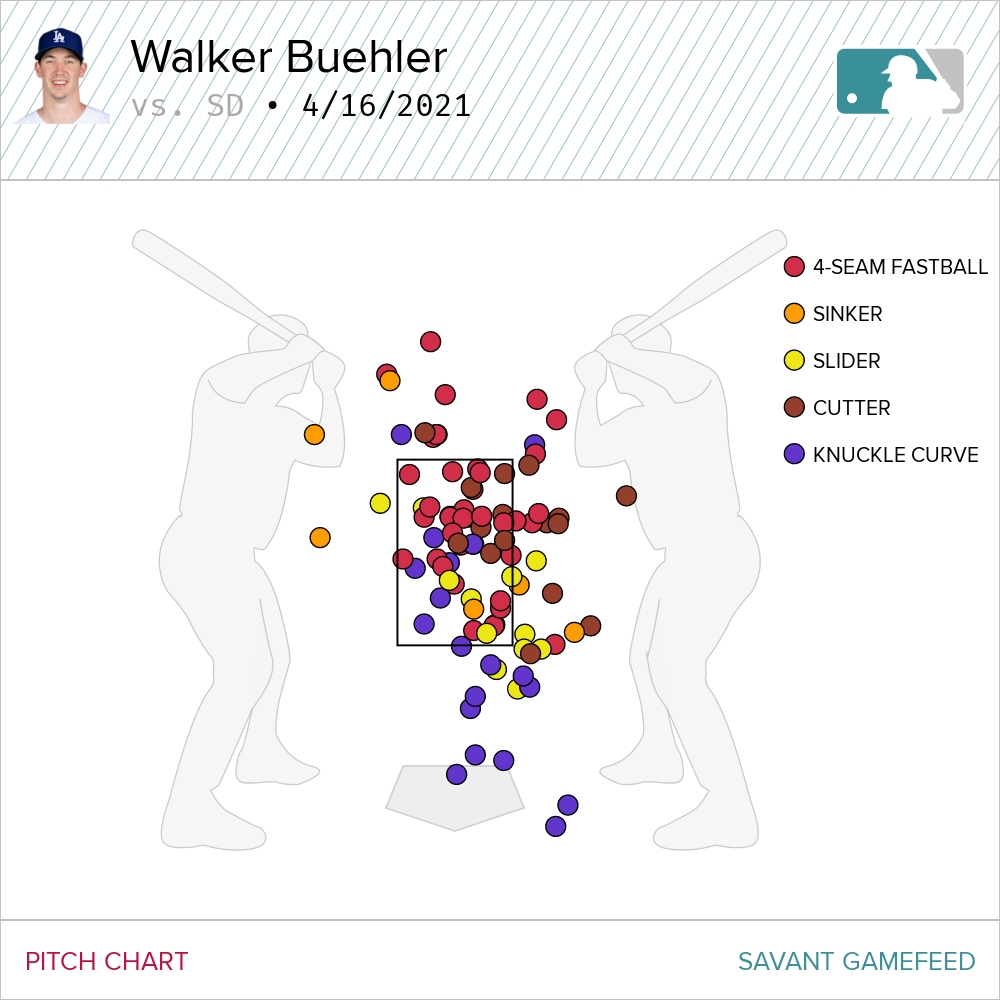 Walker Buehler
vs. SD • 4/16/2021
4-SEAM FASTBALL
SINKER
SLIDER
CUTTER
KNUCKLE CURVE
PITCH CHART
SAVANT GAMEFEED